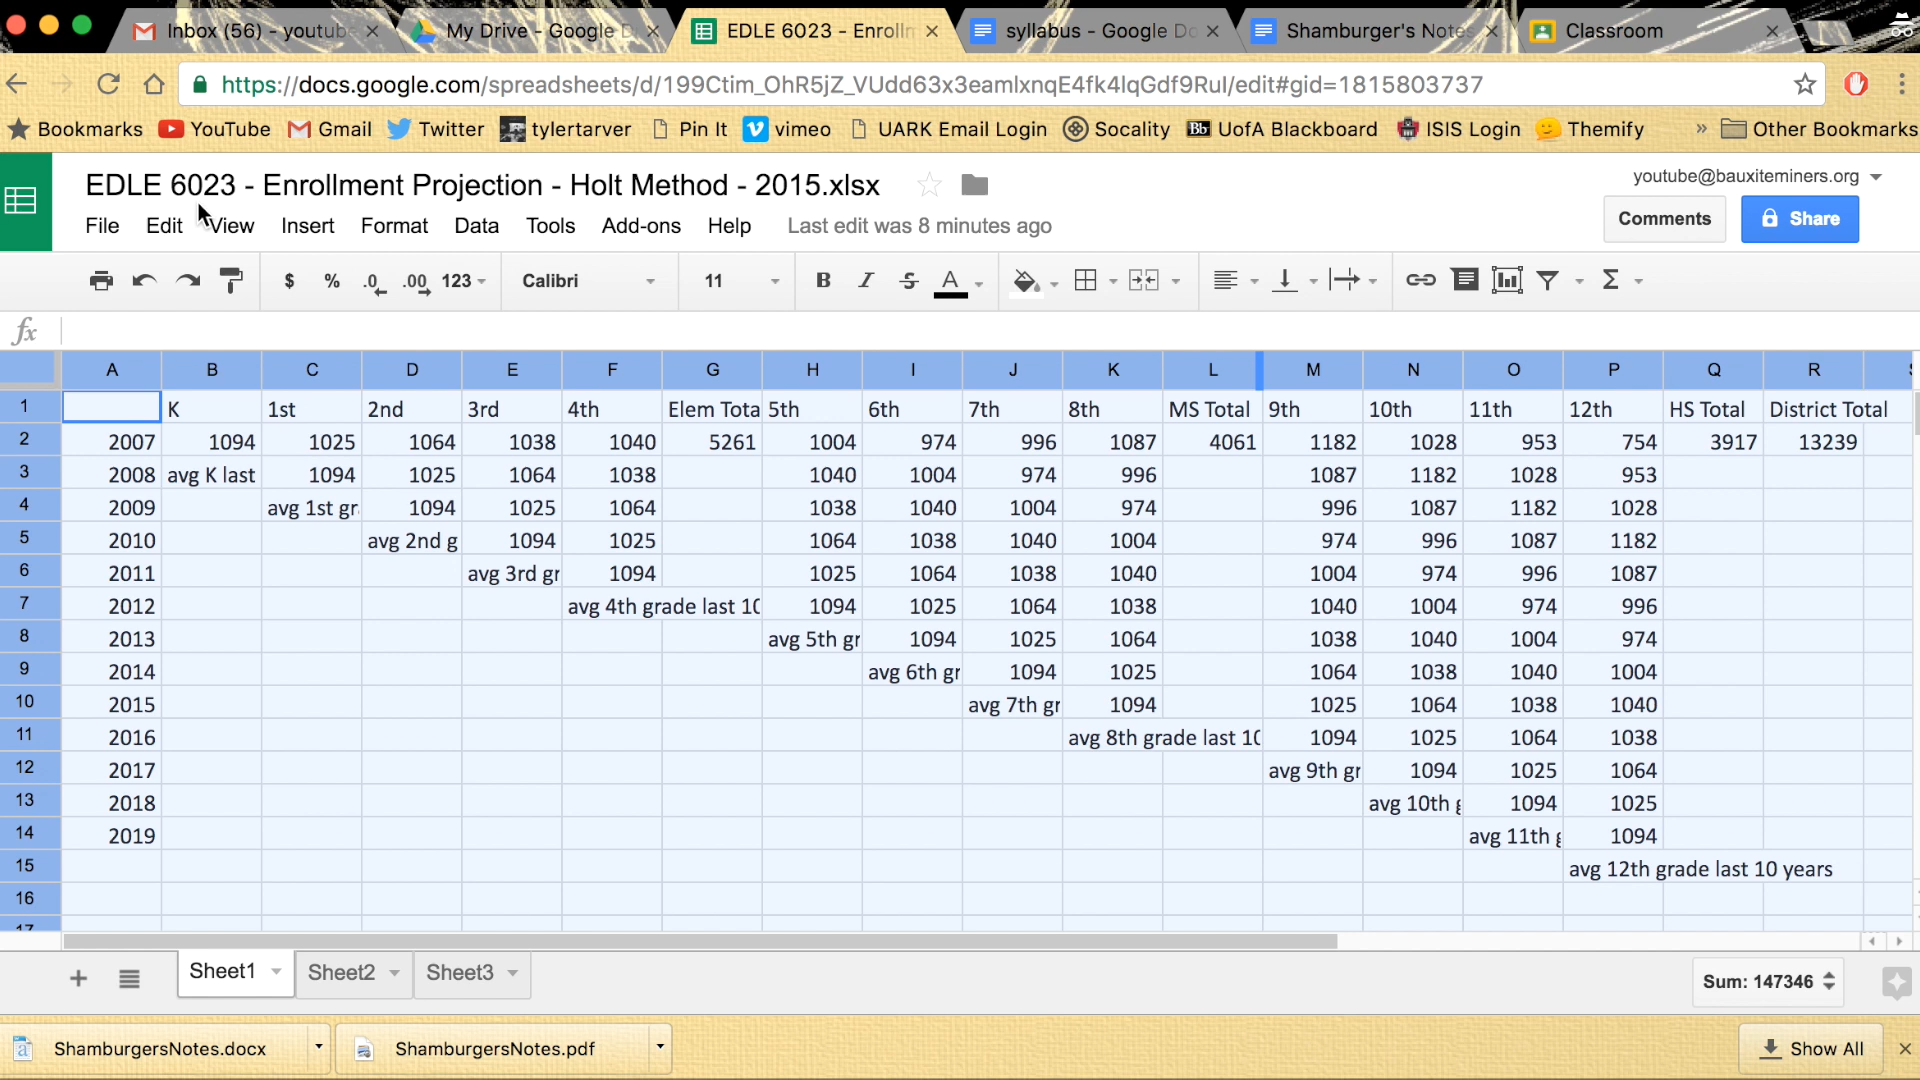 Inbox (56) - youtub
My Drive - Google D
EDLE 6023 - Enrollm
syllabus - Google Do
Shamburger's Notes
Classroom
https://docs.google.com/spreadsheets/d/199Ctim_OhR5jZ_VUdd63x3eamlxnqE4fk4lqGdf9RuI/edit#gid=1815803737
Bookmarks YouTube Gmail Twitter tylertarver Pin It vimeo UARK Email Login Socality Bb UofA Blackboard ISIS Login Themify » Other Bookmarks
EDLE 6023 - Enrollment Projection - Holt Method - 2015.xlsx
youtube@bauxiteminers.org
File Edit View Insert Format Data Tools Add-ons Help Last edit was 8 minutes ago
Comments Share
$ % .0 .00 123 Calibri 11 B I S A Σ
fx
A B C D E F G H I J K L M N O P Q R
1 K 1st 2nd 3rd 4th Elem Tota 5th 6th 7th 8th MS Total 9th 10th 11th 12th HS Total District Total
2 2007 1094 1025 1064 1038 1040 5261 1004 974 996 1087 4061 1182 1028 953 754 3917 13239
3 2008 avg K last 1094 1025 1064 1038 1040 1004 974 996 1087 1182 1028 953
4 2009 avg 1st gr 1094 1025 1064 1038 1040 1004 974 996 1087 1182 1028
5 2010 avg 2nd g 1094 1025 1064 1038 1040 1004 974 996 1087 1182
6 2011 avg 3rd gr 1094 1025 1064 1038 1040 1004 974 996 1087
7 2012 avg 4th grade last 10 1094 1025 1064 1038 1040 1004 974 996
8 2013 avg 5th gr 1094 1025 1064 1038 1040 1004 974
9 2014 avg 6th gr 1094 1025 1064 1038 1040 1004
10 2015 avg 7th gr 1094 1025 1064 1038 1040
11 2016 avg 8th grade last 10 1094 1025 1064 1038
12 2017 avg 9th gr 1094 1025 1064
13 2018 avg 10th g 1094 1025
14 2019 avg 11th g 1094
15 avg 12th grade last 10 years
16
17
Sheet1 Sheet2 Sheet3 Sum: 147346
ShamburgersNotes.docx ShamburgersNotes.pdf Show All